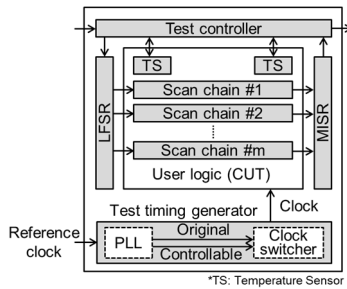 Test controller
TS
TS
LFSR
Scan chain #1
Scan chain #2
Scan chain #m
MISR
User logic (CUT)
Test timing generator
Clock
Reference
clock
PLL
Original
Controllable
Clock
switcher
*TS: Temperature Sensor